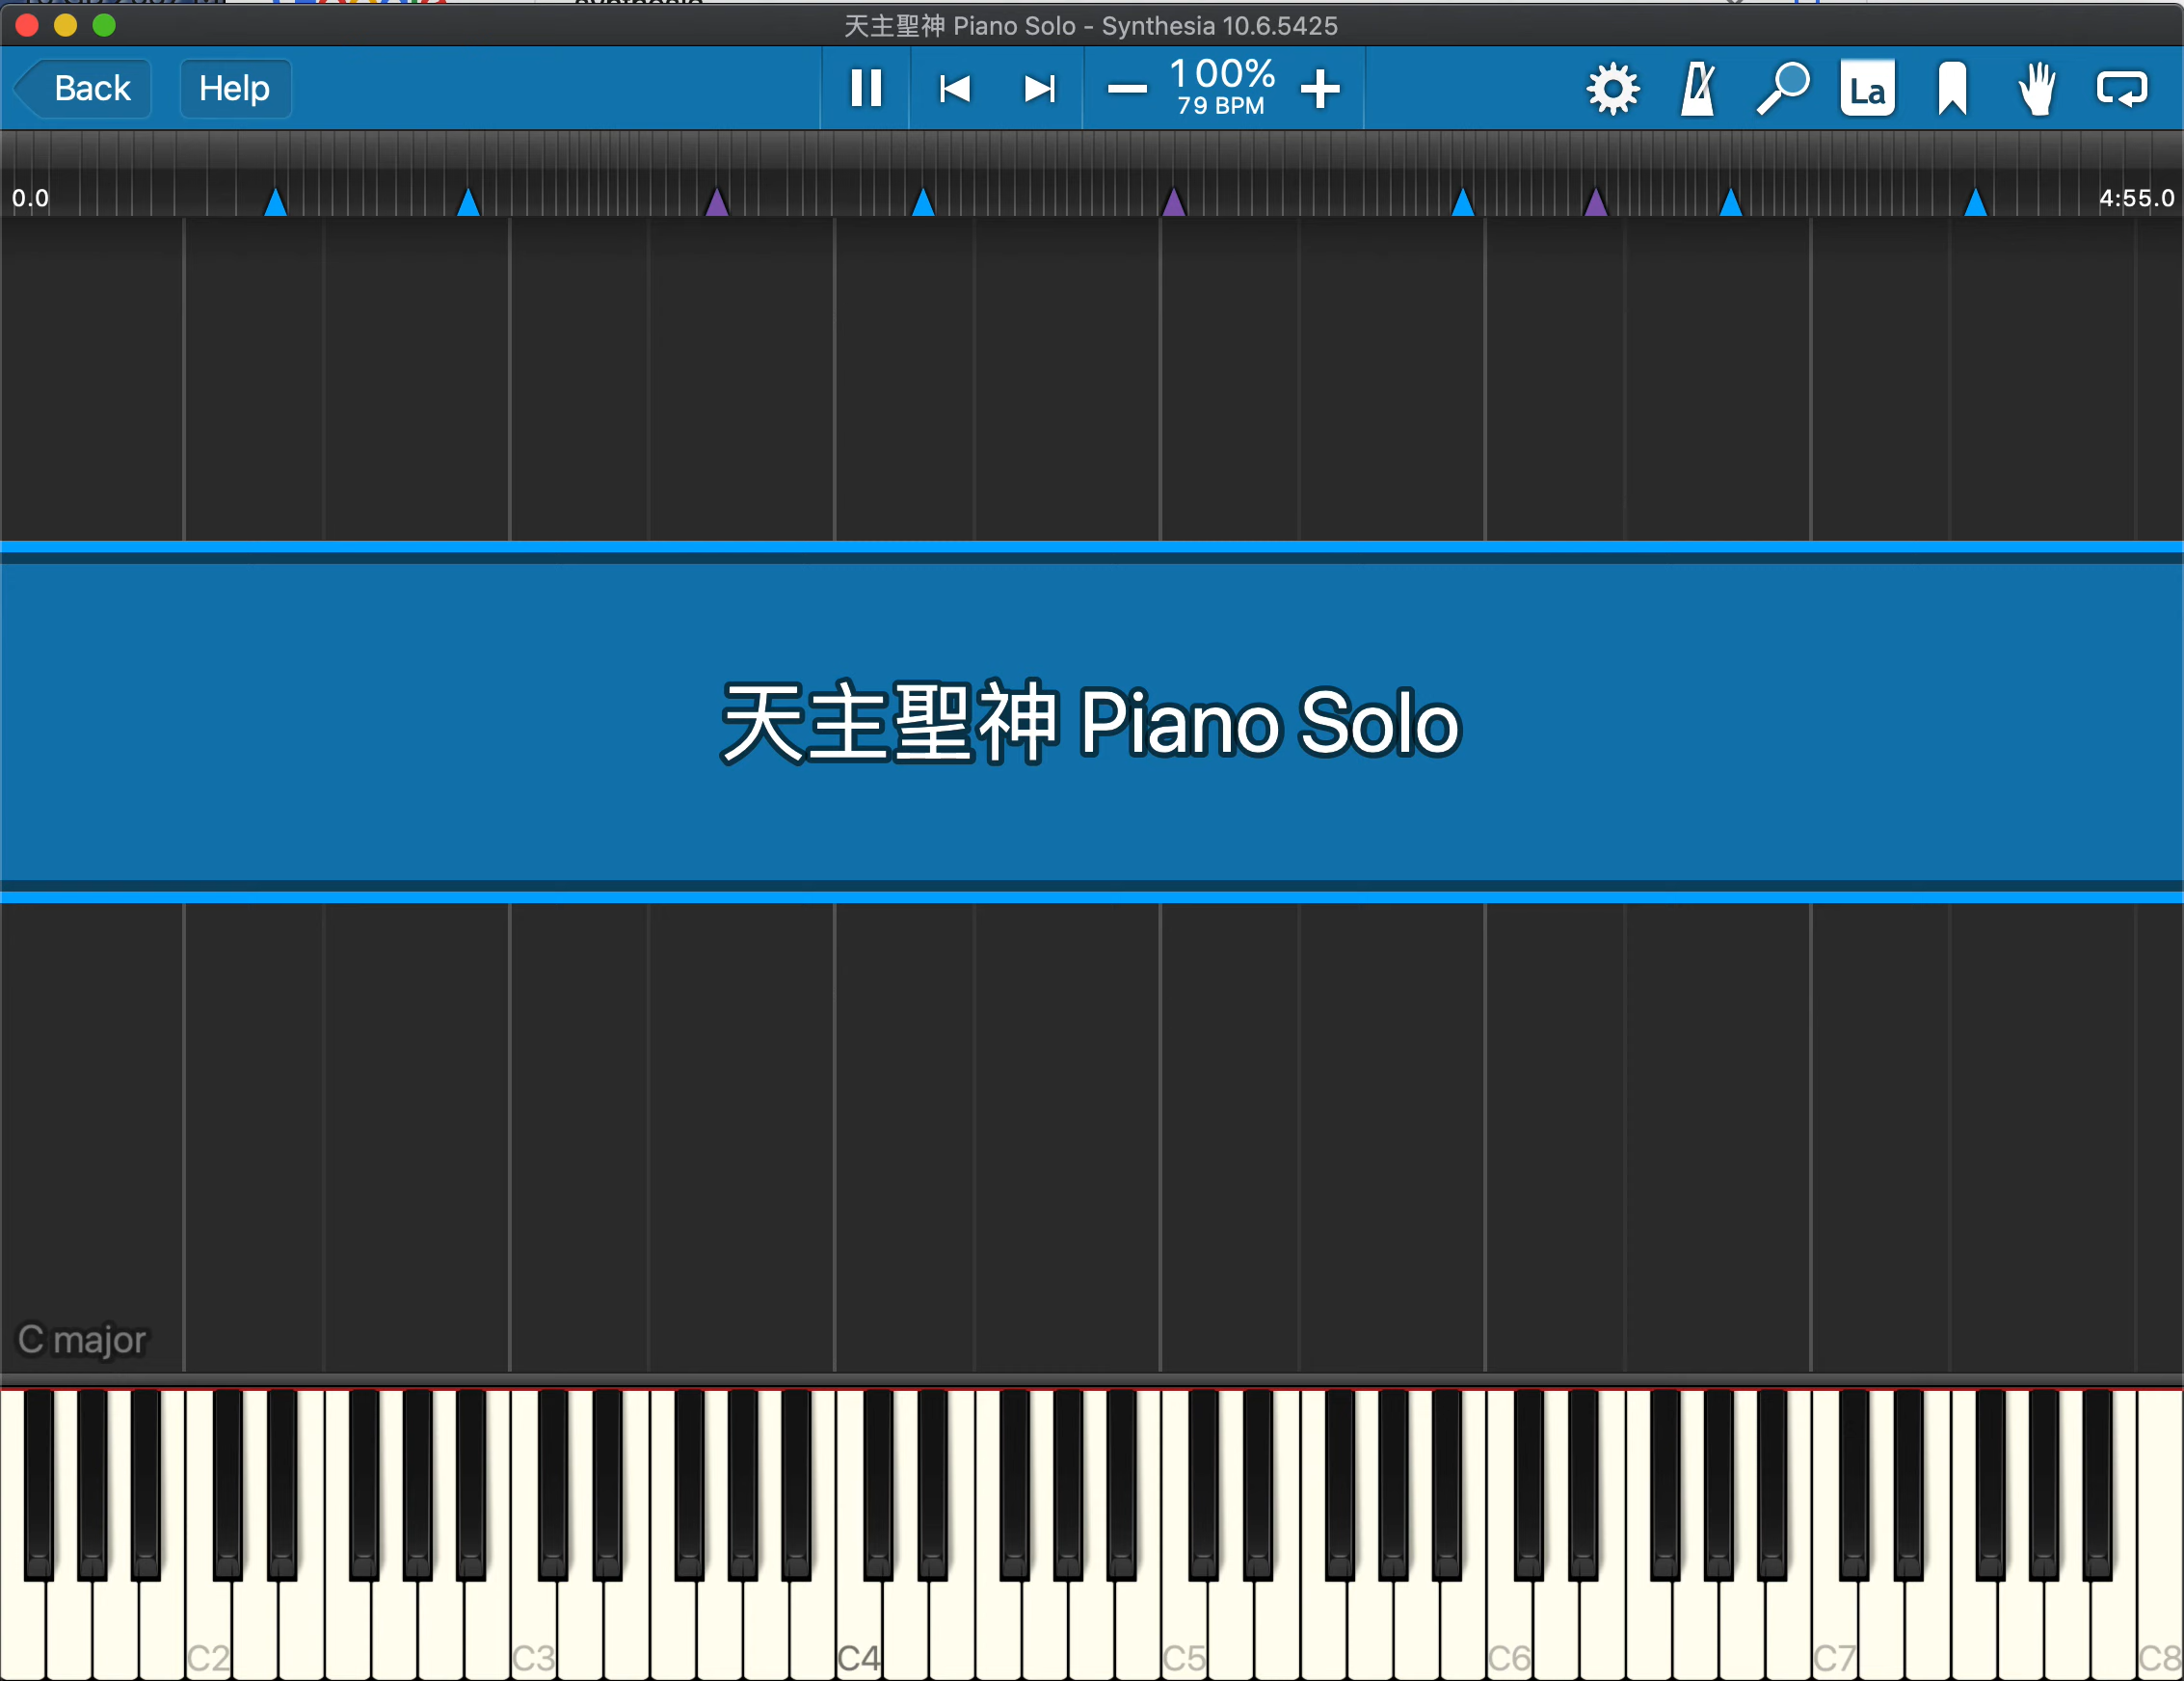 天主聖神 Piano Solo - Synthesia 10.6.5425
Back
Help
100%
79 BPM
La
0.0
4:55.0
天主聖神 Piano Solo
C major
C2
C3
C4
C5
C6
C7
C8